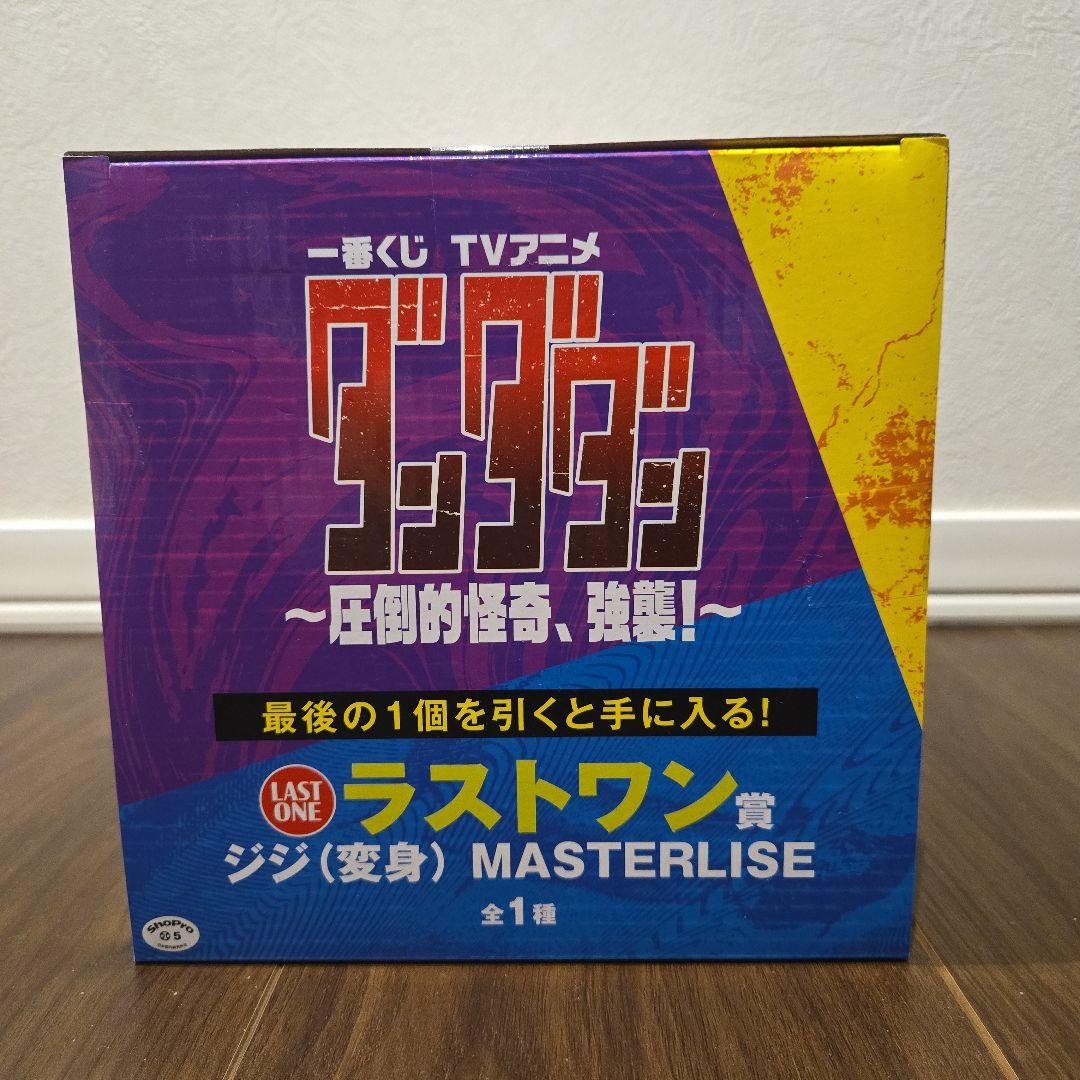 一番くじ TVアニメ
ダンダダン
～圧倒的怪奇、強襲!～
最後の1個を引くと手に入る!
LAST
ONE
ラストワン賞
ジジ(変身) MASTERLISE
全1種
ShoPro
5